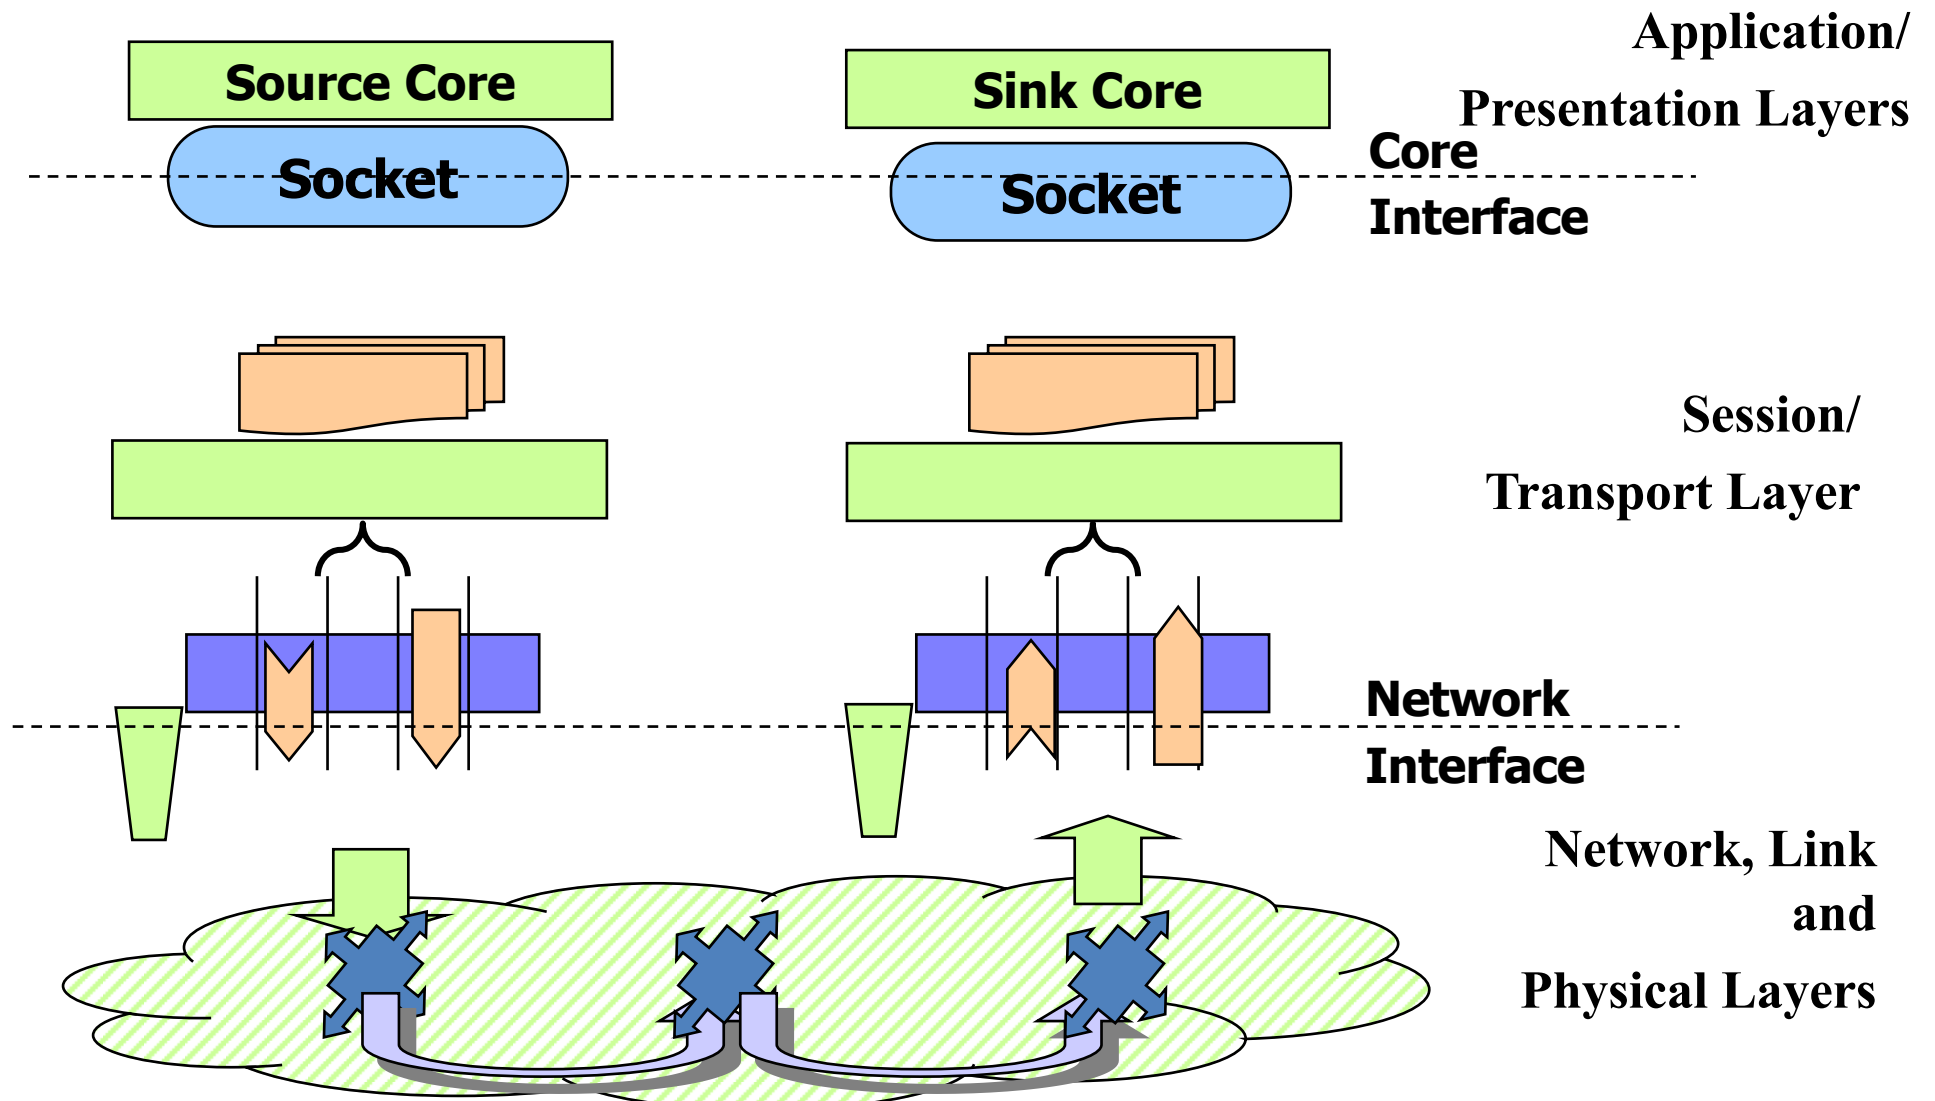 Application/
Source Core
Sink Core
Presentation Layers
Core
Socket
Socket
Interface
Session/
Transport Layer
Network
Interface
Network, Link
and
Physical Layers